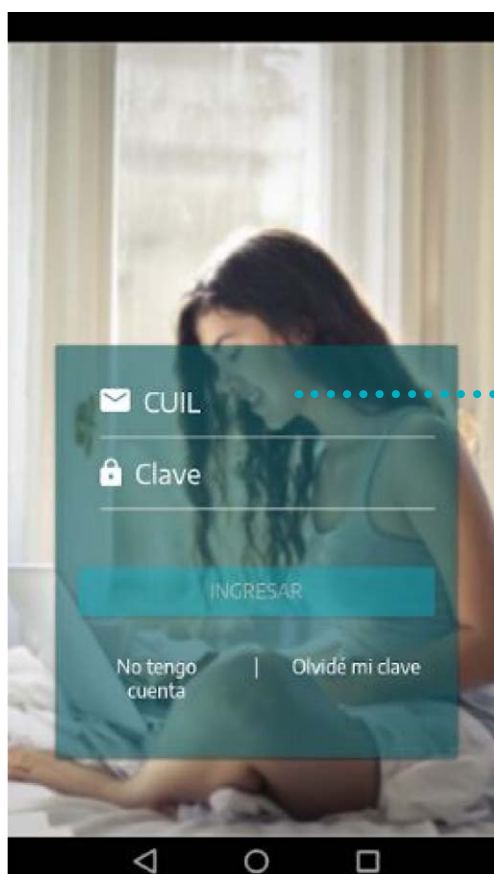 CUIL
Clave
INGRESAR
No tengo
cuenta
|
Olvidé mi clave